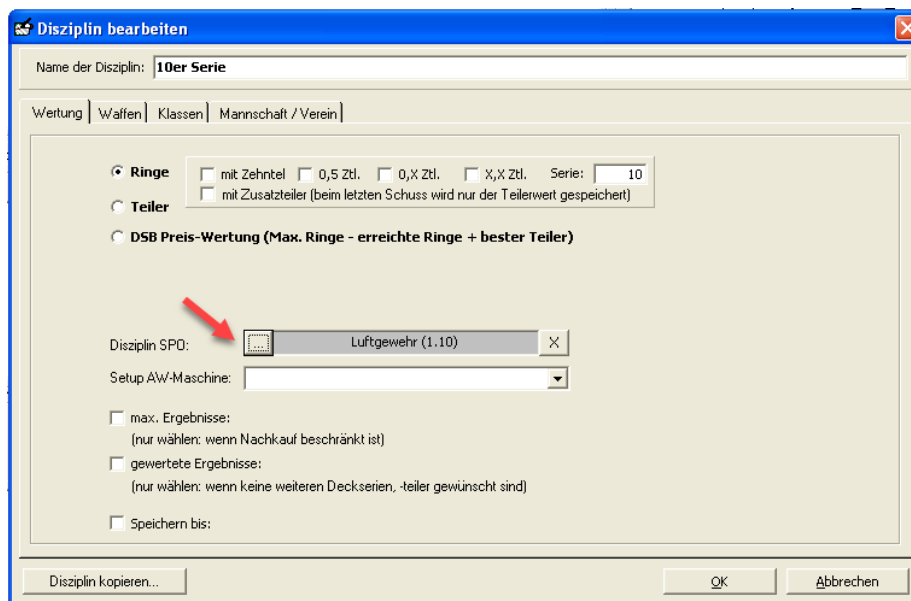 Disziplin bearbeiten
Name der Disziplin: 10er Serie
Wertung Waffen Klassen Mannschaft / Verein
Ringe mit Zehntel 0,5 Ztl. 0,X Ztl. X,X Ztl. Serie: 10
mit Zusatzteiler (beim letzten Schuss wird nur der Teilerwert gespeichert)
Teiler
DSB Preis-Wertung (Max. Ringe - erreichte Ringe + bester Teiler)
Disziplin SPO: ... Luftgewehr (1.10) X
Setup AW-Maschine:
max. Ergebnisse:
(nur wählen: wenn Nachkauf beschränkt ist)
gewertete Ergebnisse:
(nur wählen: wenn keine weiteren Deckserien, -teiler gewünscht sind)
Speichern bis:
Disziplin kopieren... OK Abbrechen